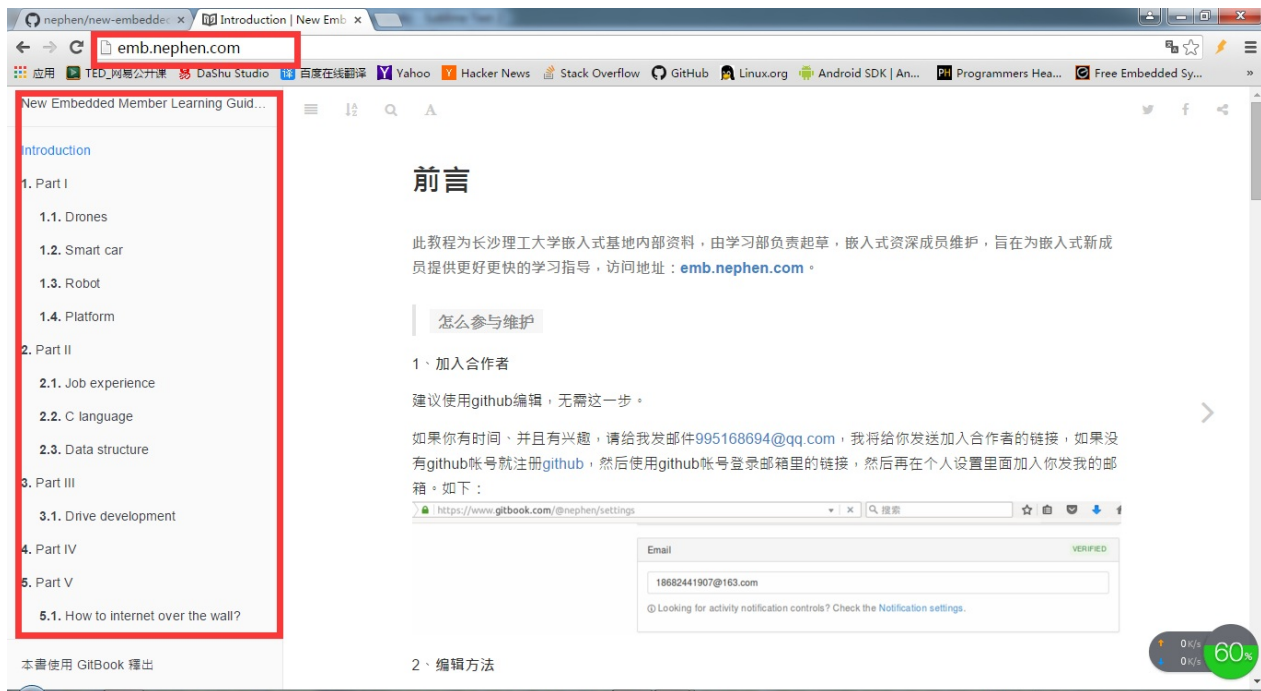 nephen/new-embedded
Introduction | New Emb
emb.nephen.com
应用 TED_网易公开课 DaShu Studio 百度在线翻译 Yahoo Hacker News Stack Overflow GitHub Linux.org Android SDK | An... Programmers Hea... Free Embedded Sy... »
New Embedded Member Learning Guid...
Introduction
1. Part I
1.1. Drones
1.2. Smart car
1.3. Robot
1.4. Platform
2. Part II
2.1. Job experience
2.2. C language
2.3. Data structure
3. Part III
3.1. Drive development
4. Part IV
5. Part V
5.1. How to internet over the wall?
本書使用 GitBook 釋出
前言
此教程为长沙理工大学嵌入式基地内部资料，由学习部负责起草，嵌入式资深成员维护，旨在为嵌入式新成
员提供更好更快的学习指导，访问地址：emb.nephen.com。
怎么参与维护
1、加入合作者
建议使用github编辑，无需这一步。
如果你有时间、并且有兴趣，请给我发邮件995168694@qq.com，我将给你发送加入合作者的链接，如果没
有github帐号就注册github，然后使用github帐号登录邮箱里的链接，然后再在个人设置里面加入你发我的邮
箱。如下：
https://www.gitbook.com/@nephen/settings
搜索
Email
VERIFIED
18682441907@163.com
Looking for activity notification controls? Check the Notification settings.
2、编辑方法
0K/s
0K/s
60%